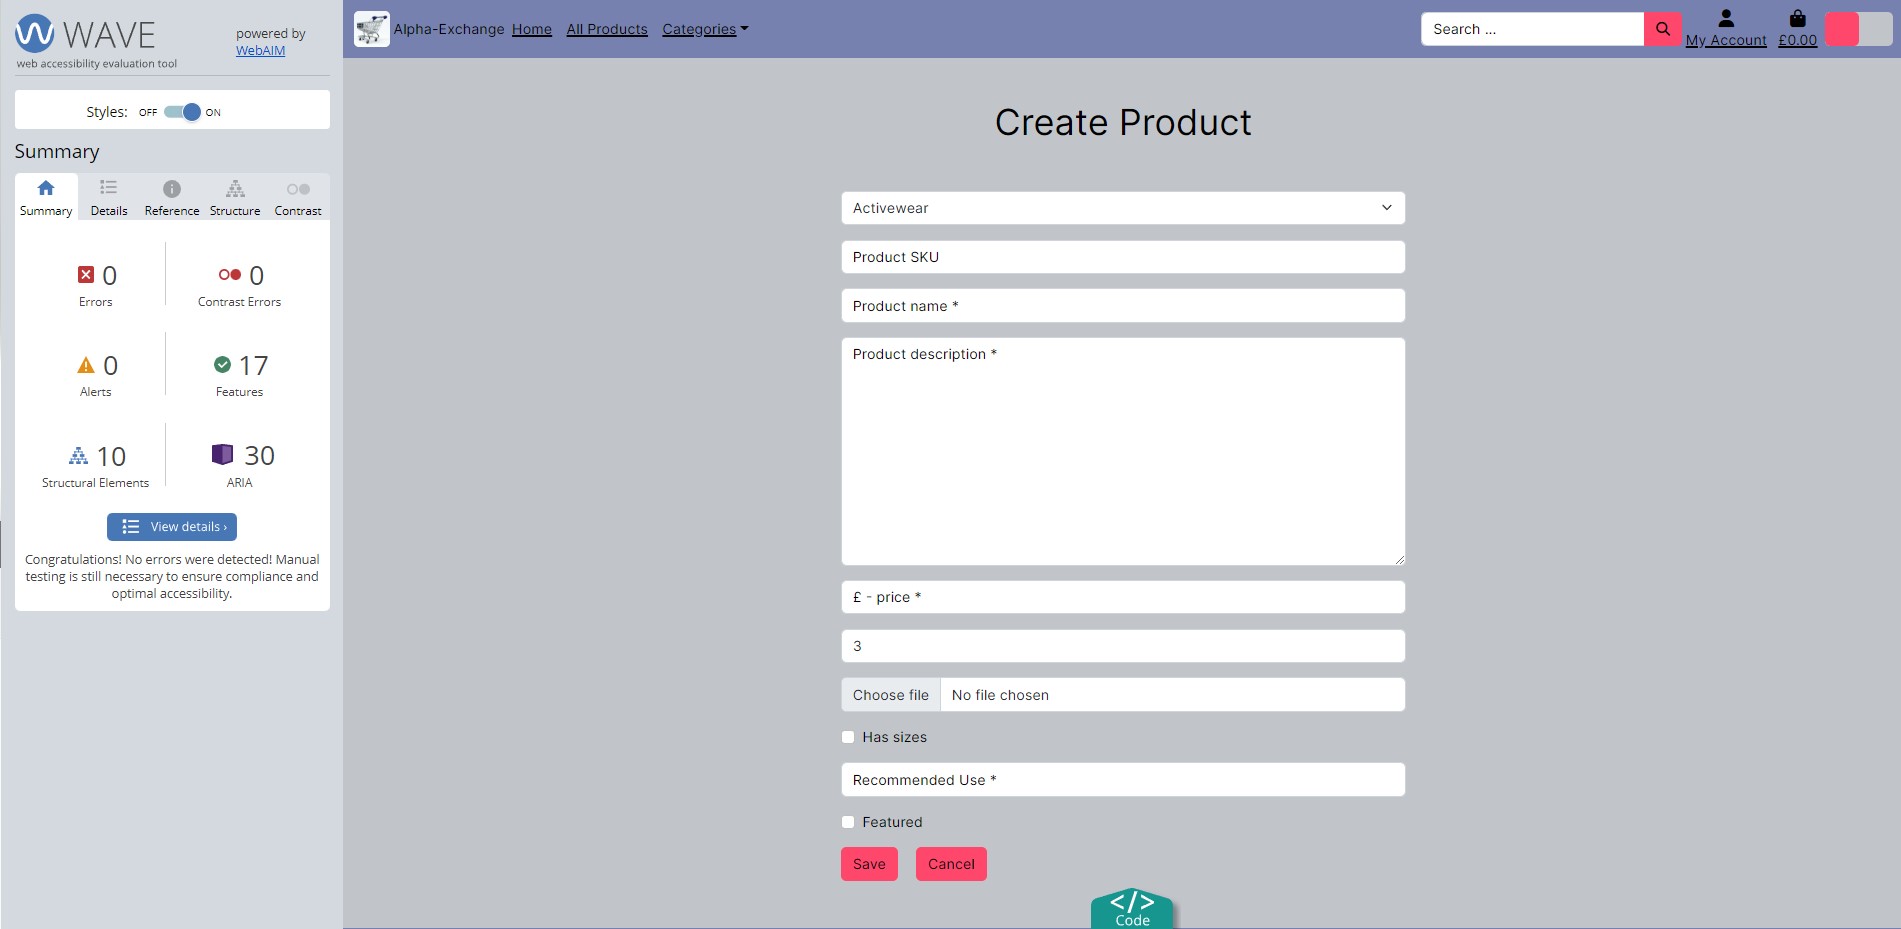 WAVE
web accessibility evaluation tool
powered by
WebAIM
Styles: OFF ON
Summary
Summary Details Reference Structure Contrast
0 0
Errors Contrast Errors
0 17
Alerts Features
10 30
Structural Elements ARIA
View details ›
Congratulations! No errors were detected! Manual
testing is still necessary to ensure compliance and
optimal accessibility.
Alpha-Exchange Home All Products Categories Search ... My Account £0.00
Create Product
Activewear
Product SKU
Product name *
Product description *
£ - price *
3
Choose file No file chosen
Has sizes
Recommended Use *
Featured
Save Cancel
</> 
Code